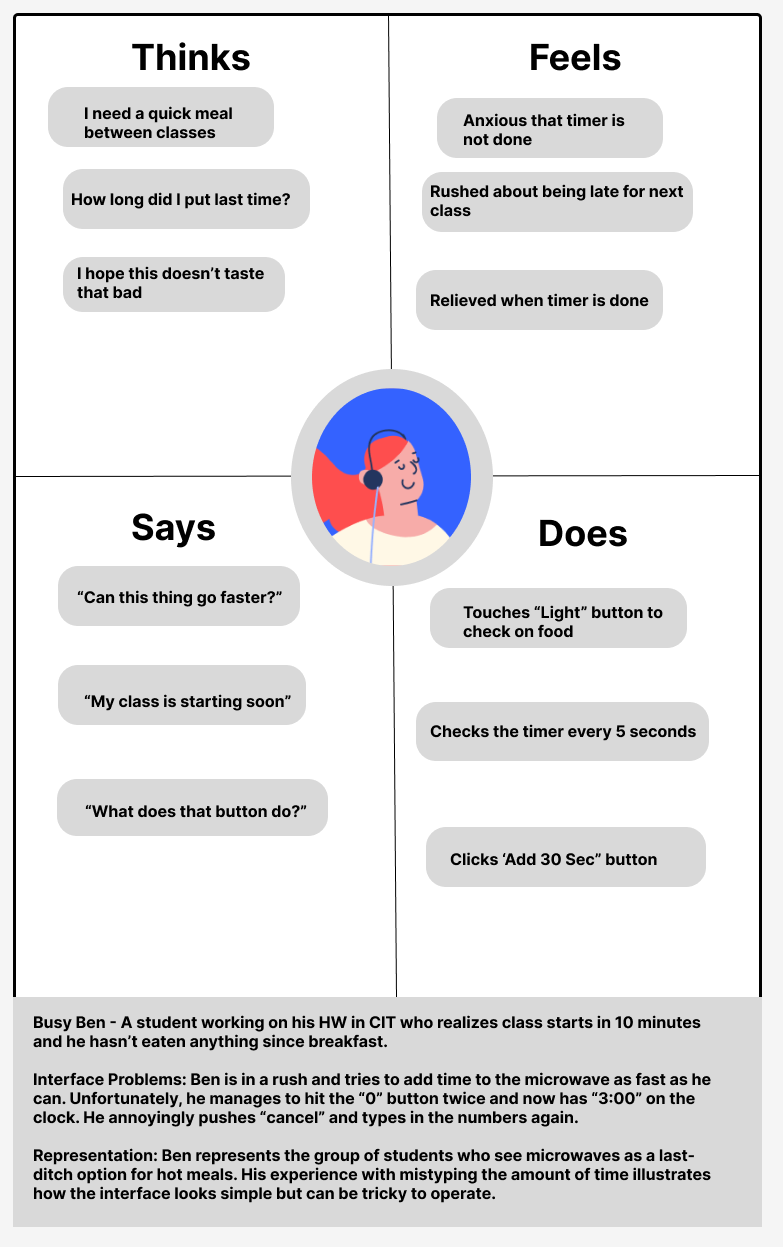 Thinks
I need a quick meal
between classes
How long did I put last time?
I hope this doesn’t taste
that bad
Feels
Anxious that timer is
not done
Rushed about being late for next
class
Relieved when timer is done
Says
“Can this thing go faster?”
“My class is starting soon”
“What does that button do?”
Does
Touches “Light” button to
check on food
Checks the timer every 5 seconds
Clicks ‘Add 30 Sec” button
Busy Ben - A student working on his HW in CIT who realizes class starts in 10 minutes
and he hasn’t eaten anything since breakfast.
Interface Problems: Ben is in a rush and tries to add time to the microwave as fast as he
can. Unfortunately, he manages to hit the “0” button twice and now has “3:00” on the
clock. He annoyingly pushes “cancel” and types in the numbers again.
Representation: Ben represents the group of students who see microwaves as a last-
ditch option for hot meals. His experience with mistyping the amount of time illustrates
how the interface looks simple but can be tricky to operate.